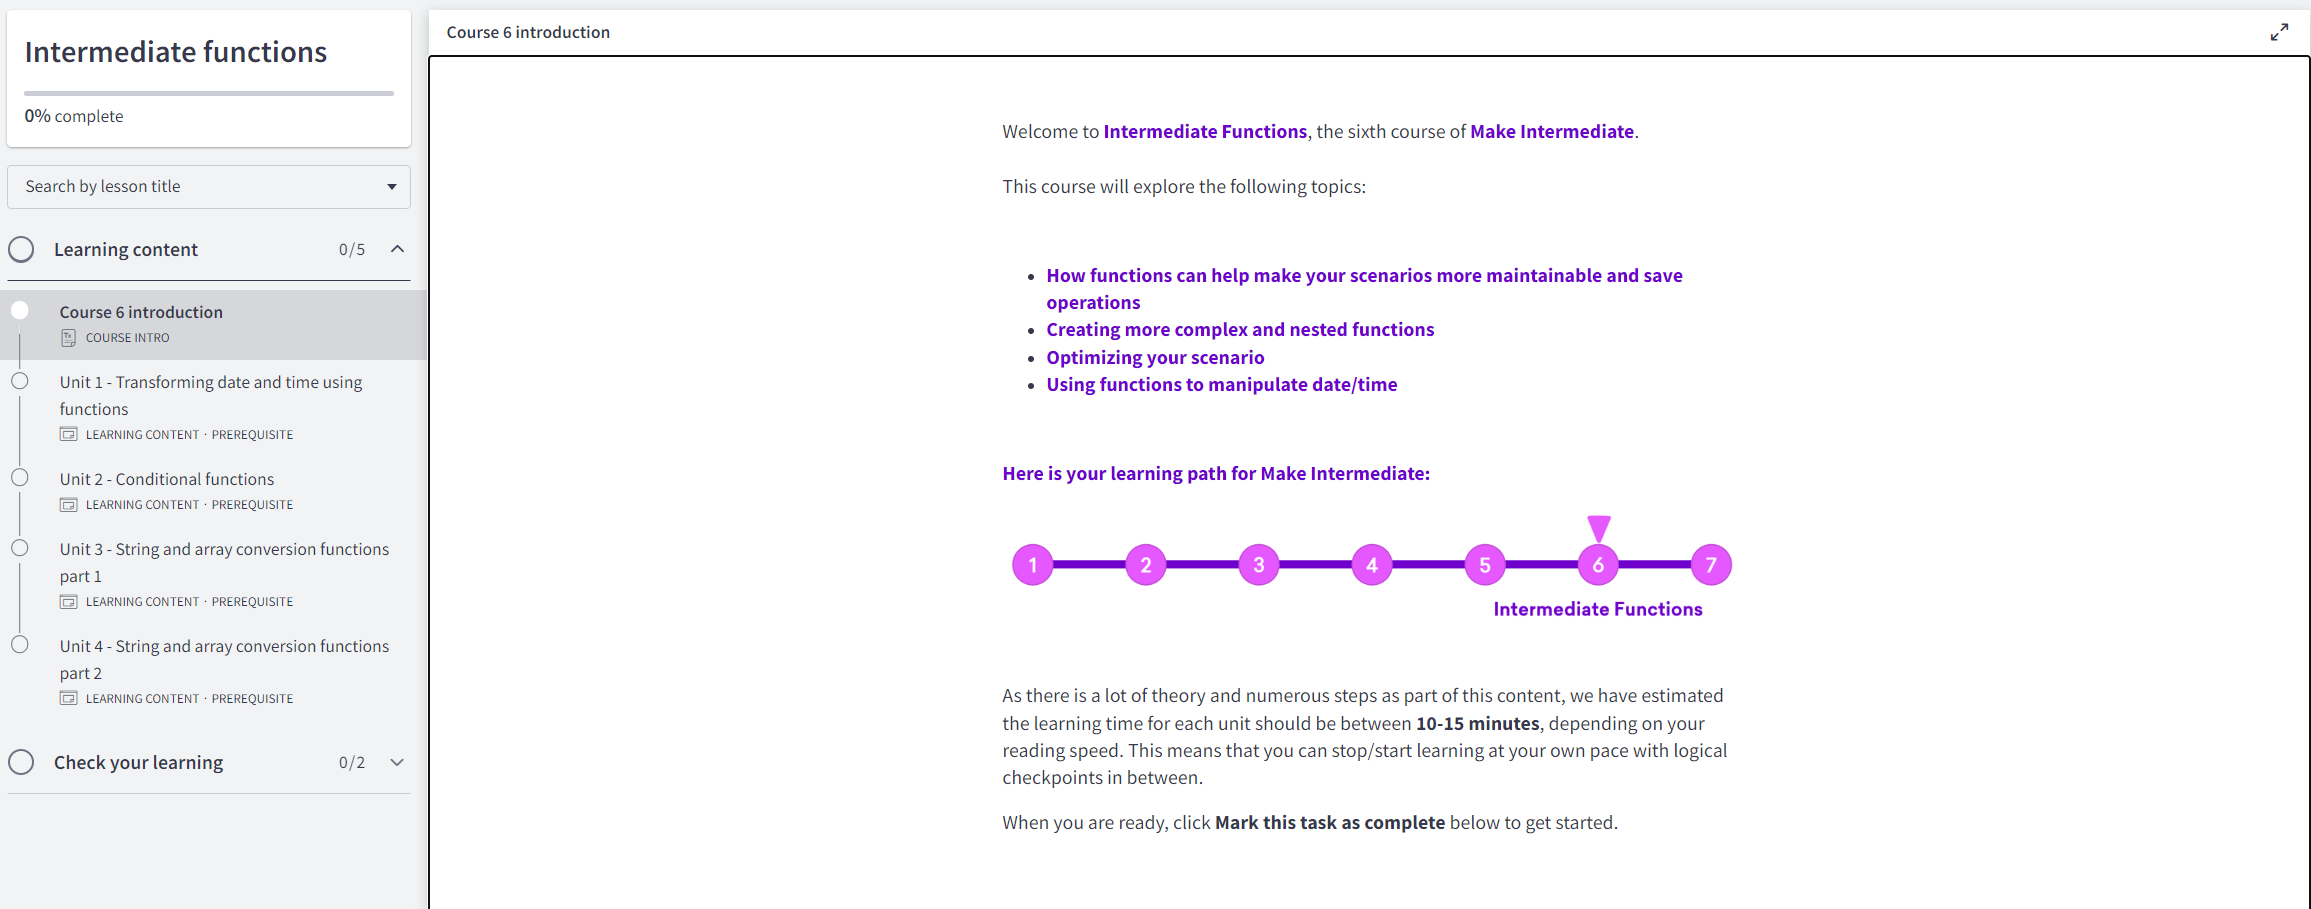 Intermediate functions
0% complete
Search by lesson title
Learning content 0/5
Course 6 introduction
COURSE INTRO
Unit 1 - Transforming date and time using
functions
LEARNING CONTENT · PREREQUISITE
Unit 2 - Conditional functions
LEARNING CONTENT · PREREQUISITE
Unit 3 - String and array conversion functions
part 1
LEARNING CONTENT · PREREQUISITE
Unit 4 - String and array conversion functions
part 2
LEARNING CONTENT · PREREQUISITE
Check your learning 0/2
Course 6 introduction
Welcome to Intermediate Functions, the sixth course of Make Intermediate.
This course will explore the following topics:
• How functions can help make your scenarios more maintainable and save
operations
• Creating more complex and nested functions
• Optimizing your scenario
• Using functions to manipulate date/time
Here is your learning path for Make Intermediate:
1 2 3 4 5 6 7
Intermediate Functions
As there is a lot of theory and numerous steps as part of this content, we have estimated
the learning time for each unit should be between 10-15 minutes, depending on your
reading speed. This means that you can stop/start learning at your own pace with logical
checkpoints in between.
When you are ready, click Mark this task as complete below to get started.